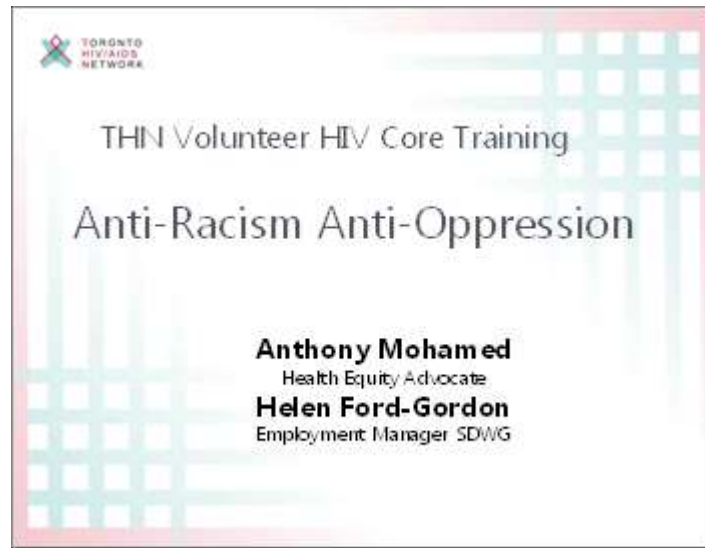 TORONTO
HIV/AIDS
NETWORK
THN Volunteer HIV Core Training
Anti-Racism Anti-Oppression
Anthony Mohamed
Health Equity Advocate
Helen Ford-Gordon
Employment Manager SDWG